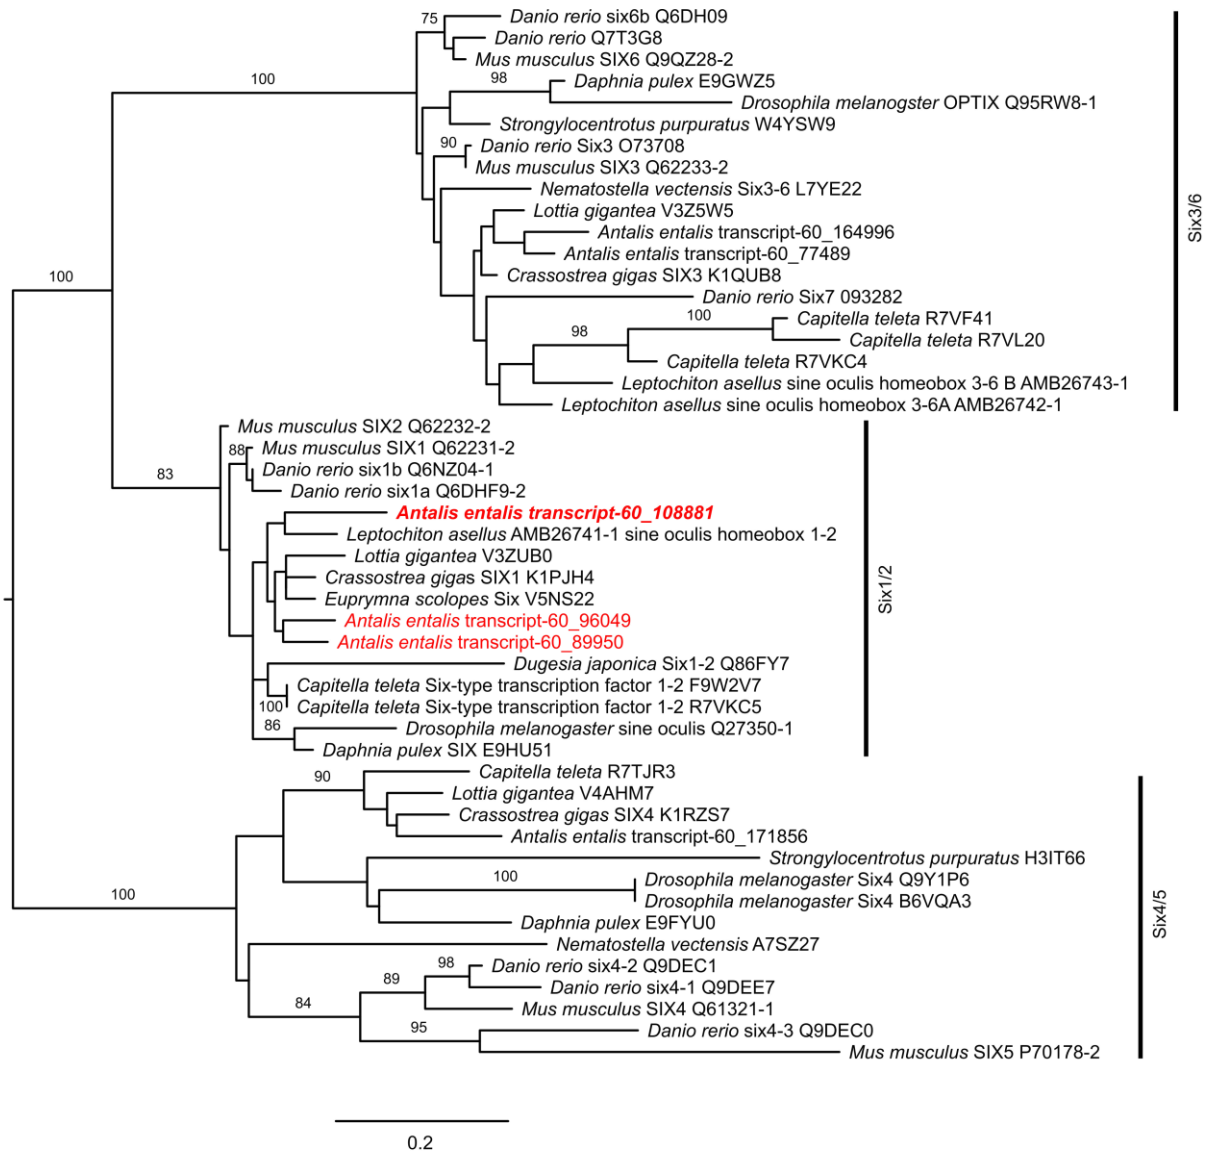 75
Danio rerio six6b Q6DH09
Danio rerio Q7T3G8
Mus musculus SIX6 Q9QZ28-2
100
98
Daphnia pulex E9GWZ5
Drosophila melanogster OPTIX Q95RW8-1
Strongylocentrotus purpuratus W4YSW9
90
Danio rerio Six3 O73708
Mus musculus SIX3 Q62233-2
Nematostella vectensis Six3-6 L7YE22
Lottia gigantea V3Z5W5
Antalis entalis transcript-60_164996
Antalis entalis transcript-60_77489
Crassostrea gigas SIX3 K1QUB8
100
Danio rerio Six7 093282
100
Capitella teleta R7VF41
98
Capitella teleta R7VL20
Capitella teleta R7VKC4
Leptochiton asellus sine oculis homeobox 3-6 B AMB26743-1
Leptochiton asellus sine oculis homeobox 3-6A AMB26742-1
Six3/6
Mus musculus SIX2 Q62232-2
88
Mus musculus SIX1 Q62231-2
83
Danio rerio six1b Q6NZ04-1
Danio rerio six1a Q6DHF9-2
Antalis entalis transcript-60_108881
Leptochiton asellus AMB26741-1 sine oculis homeobox 1-2
Lottia gigantea V3ZUB0
Crassostrea gigas SIX1 K1PJH4
Euprymna scolopes Six V5NS22
Antalis entalis transcript-60_96049
Antalis entalis transcript-60_89950
Dugesia japonica Six1-2 Q86FY7
Capitella teleta Six-type transcription factor 1-2 F9W2V7
100
Capitella teleta Six-type transcription factor 1-2 R7VKC5
86
Drosophila melanogaster sine oculis Q27350-1
Daphnia pulex SIX E9HU51
Six1/2
90
Capitella teleta R7TJR3
Lottia gigantea V4AHM7
Crassostrea gigas SIX4 K1RZS7
Antalis entalis transcript-60_171856
Strongylocentrotus purpuratus H3IT66
100
100
Drosophila melanogaster Six4 Q9Y1P6
Drosophila melanogaster Six4 B6VQA3
Daphnia pulex E9FYU0
Nematostella vectensis A7SZ27
98
Danio rerio six4-2 Q9DEC1
89
Danio rerio six4-1 Q9DEE7
84
Mus musculus SIX4 Q61321-1
95
Danio rerio six4-3 Q9DEC0
Mus musculus SIX5 P70178-2
Six4/5
0.2